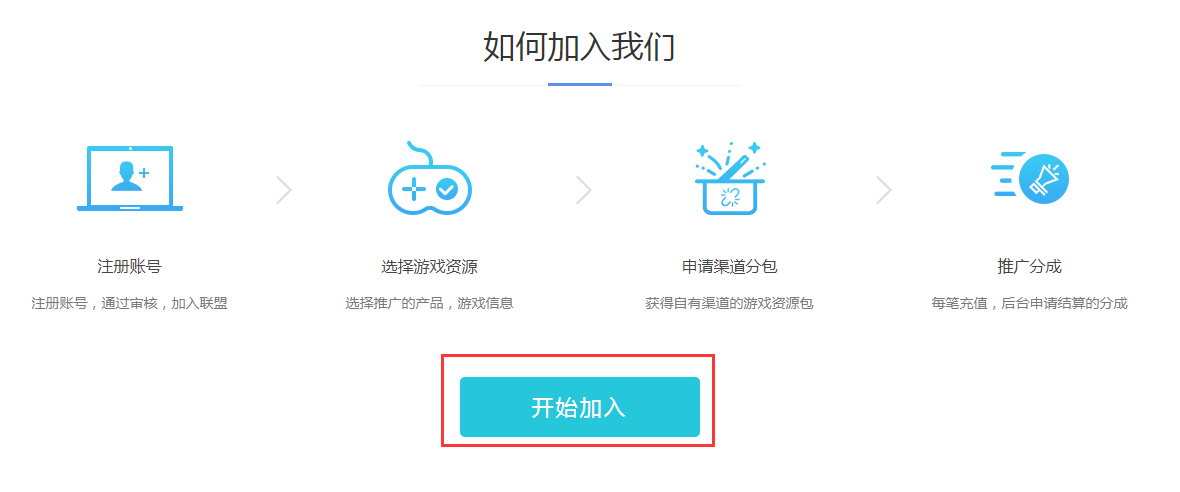 如何加入我们
注册账号
选择游戏资源
申请渠道分包
推广分成
注册账号，通过审核，加入联盟
选择推广的产品，游戏信息
获得自有渠道的游戏资源包
每笔充值，后台申请结算的分成
开始加入